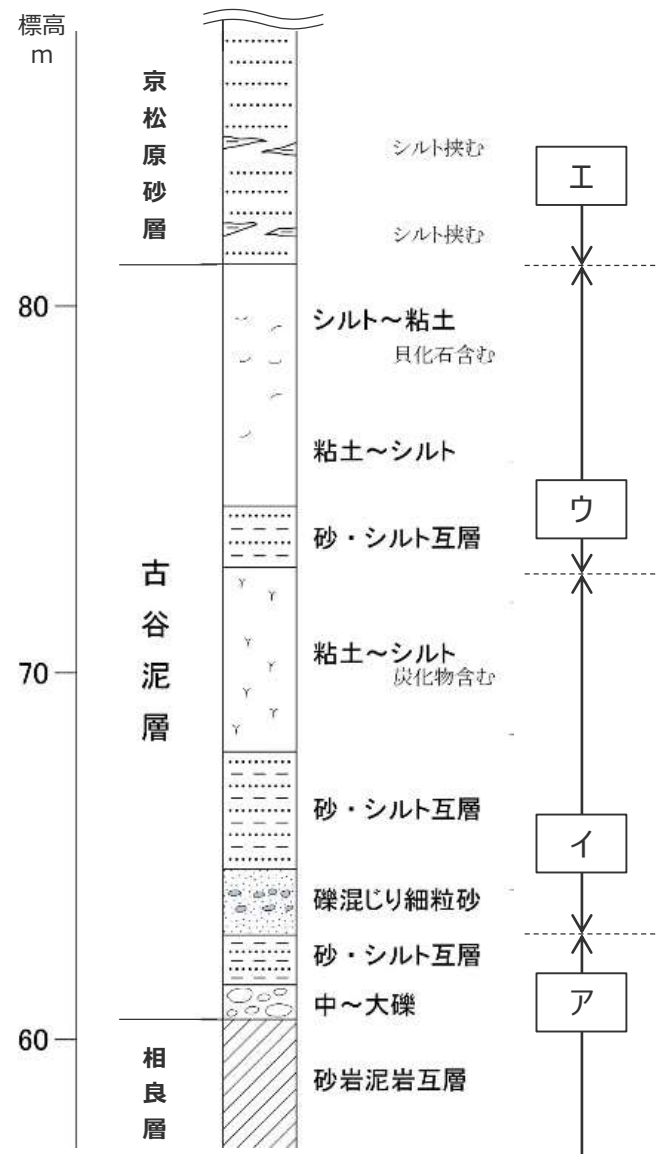 標高
m
京松原砂層
シルト挟む
エ
シルト挟む
80
シルト～粘土
貝化石含む
粘土～シルト
ウ
砂・シルト互層
古谷泥層
粘土～シルト
炭化物含む
70
砂・シルト互層
イ
礫混じり細粒砂
砂・シルト互層
ア
中～大礫
60
相良層
砂岩泥岩互層